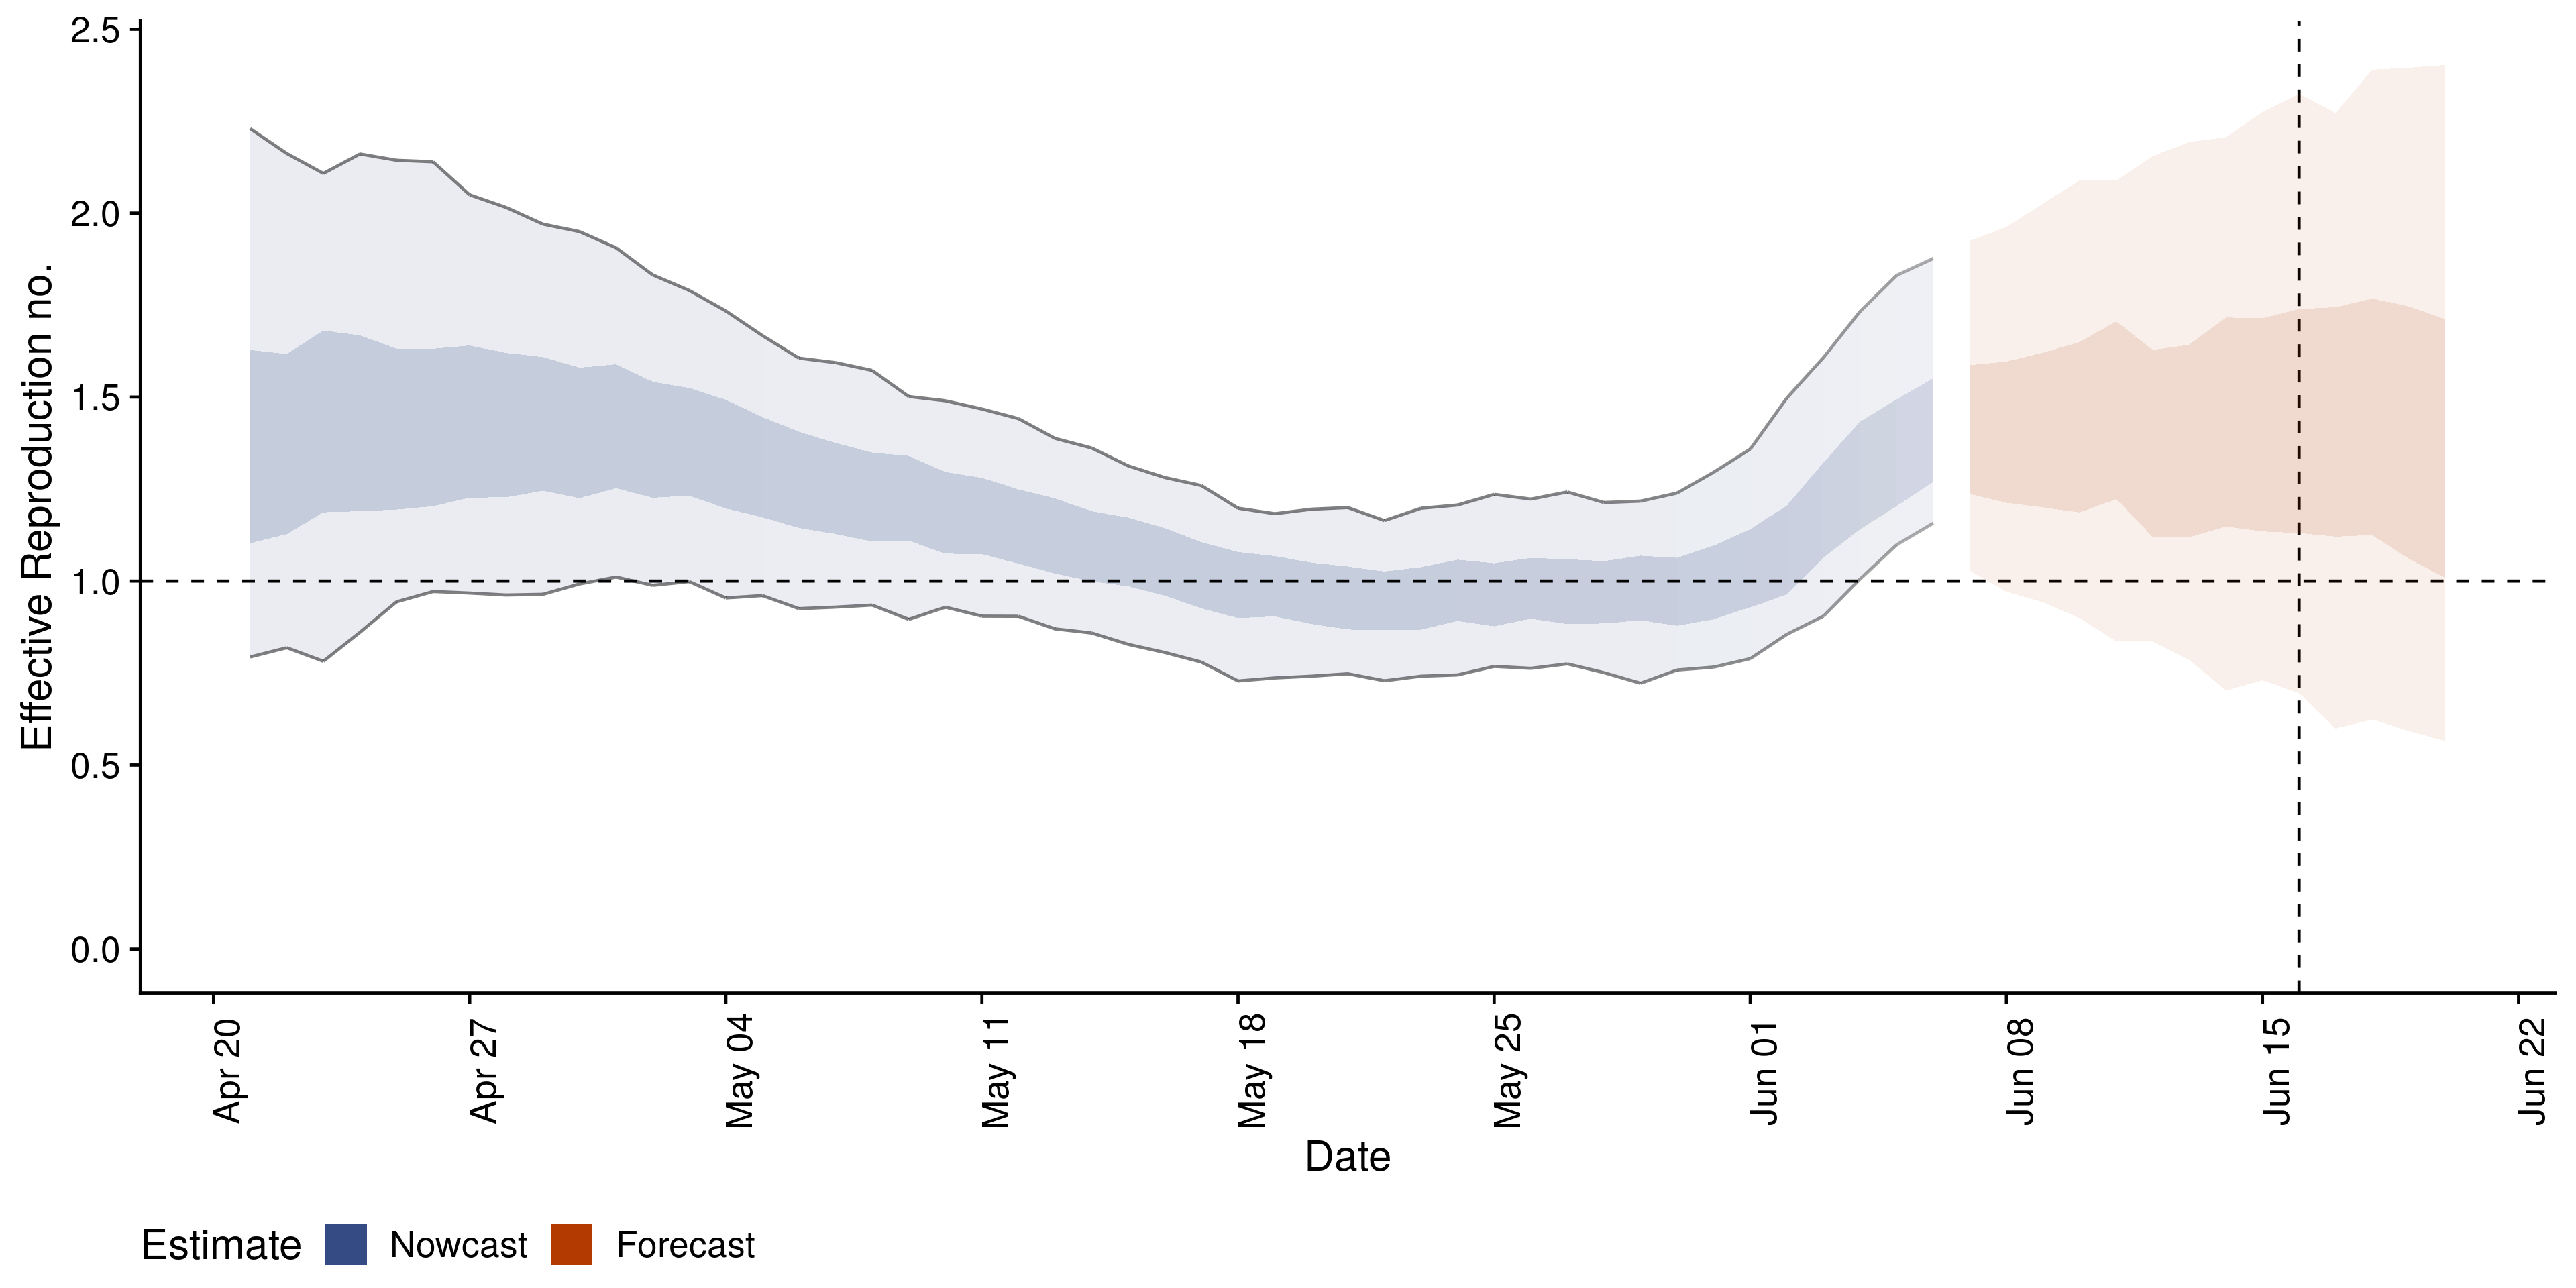 Effective Reproduction no.
2.5
2.0
1.5
1.0
0.5
0.0
Apr 20
Apr 27
May 04
May 11
May 18
May 25
Jun 01
Jun 08
Jun 15
Jun 22
Date
Estimate Nowcast Forecast